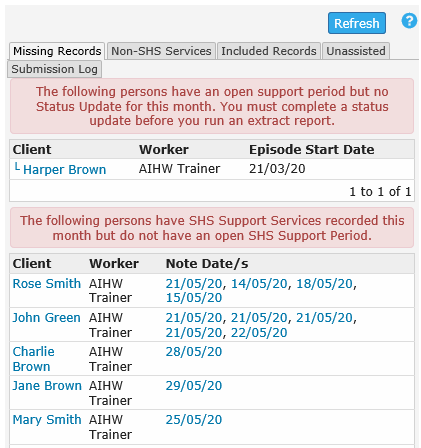 Refresh ?
Missing Records Non-SHS Services Included Records Unassisted
Submission Log
The following persons have an open support period but no
Status Update for this month. You must complete a status
update before you run an extract report.
Client Worker Episode Start Date
Harper Brown AIHW Trainer 21/03/20
1 to 1 of 1
The following persons have SHS Support Services recorded this
month but do not have an open SHS Support Period.
Client Worker Note Date/s
Rose Smith AIHW 21/05/20, 14/05/20, 18/05/20,
Trainer 15/05/20
John Green AIHW 21/05/20, 21/05/20, 21/05/20,
Trainer 21/05/20, 22/05/20
Charlie AIHW 28/05/20
Brown Trainer
Jane Brown AIHW 29/05/20
Trainer
Mary Smith AIHW 25/05/20
Trainer